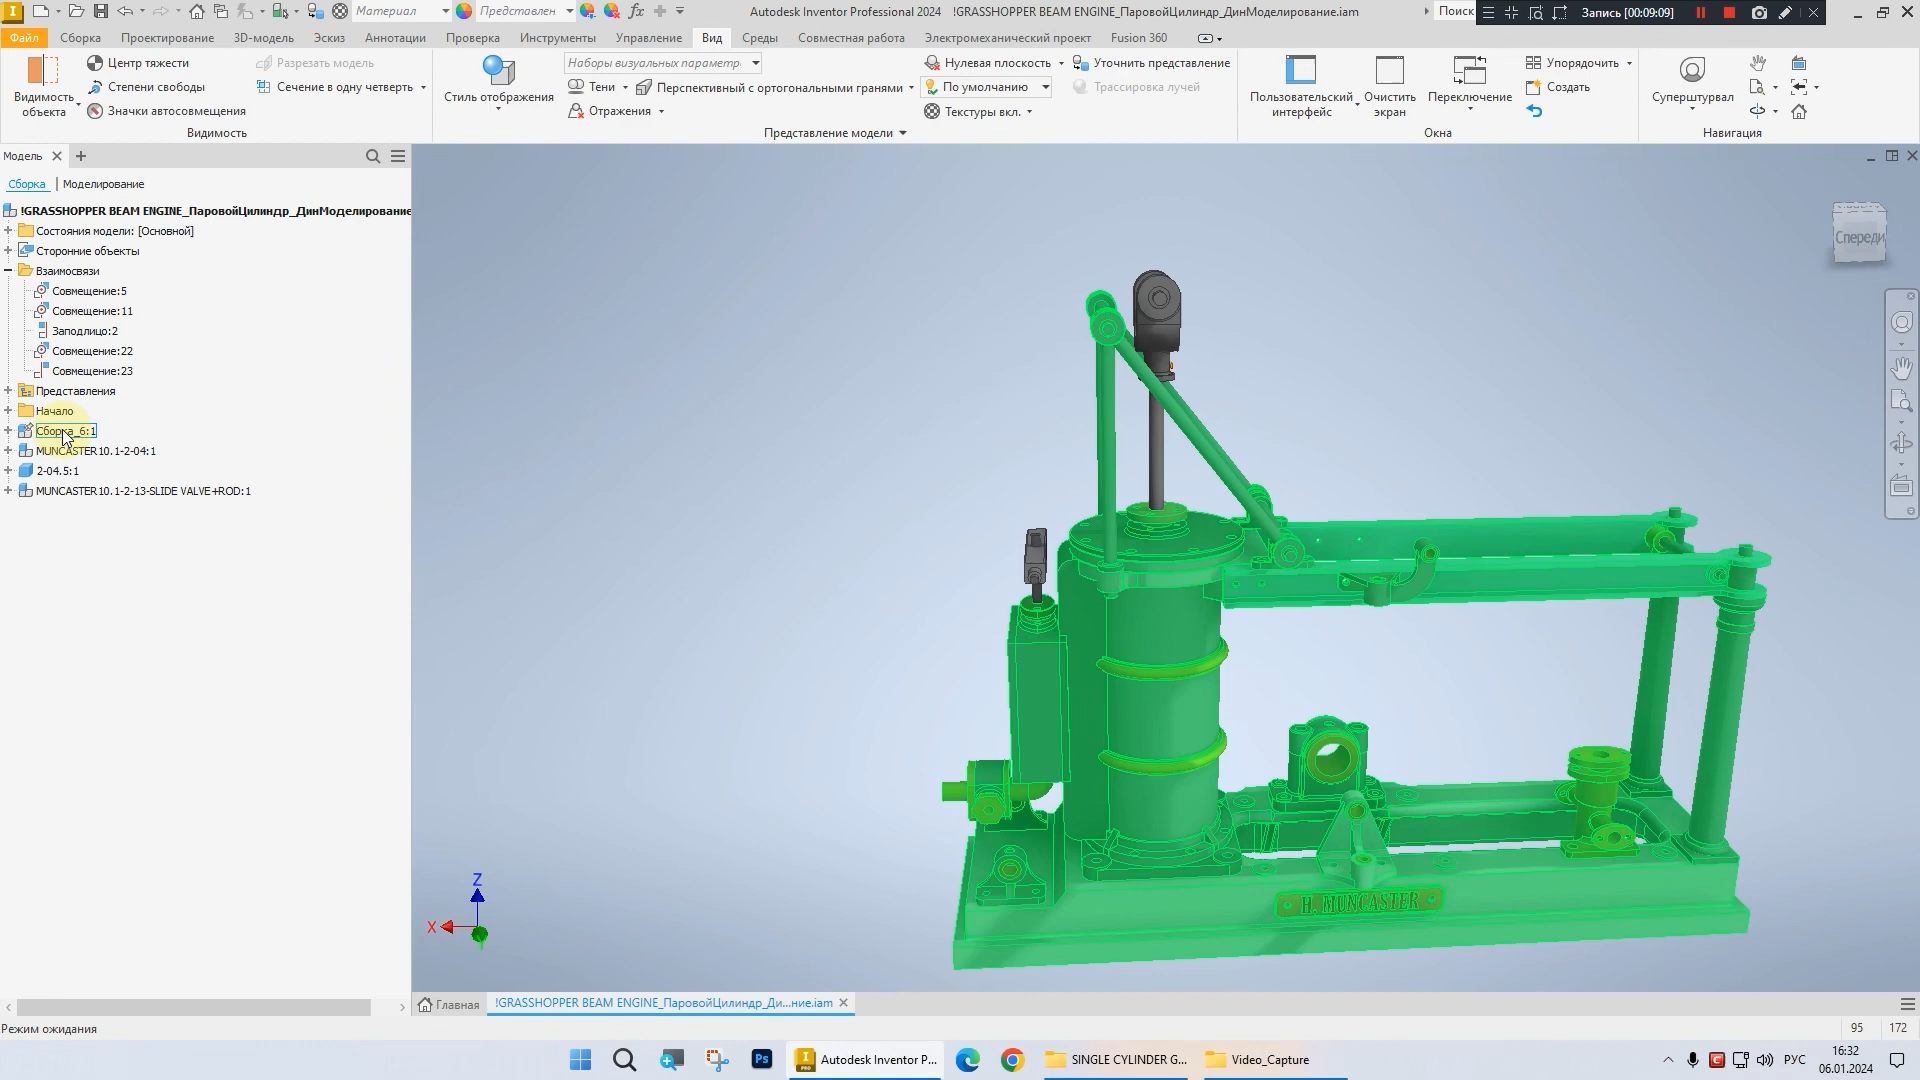 Материал
Представлен
fx
Autodesk Inventor Professional 2024
!GRASSHOPPER BEAM ENGINE_ПаровойЦилиндр_ДинМоделирование.iam
Поиск
Запись [00:09:09]
Файл
Сборка
Проектирование
3D-модель
Эскиз
Аннотации
Проверка
Инструменты
Управление
Вид
Среды
Совместная работа
Электромеханический проект
Fusion 360
Видимость объекта
Центр тяжести
Степени свободы
Значки автосовмещения
Разрезать модель
Сечение в одну четверть
Видимость
Стиль отображения
Наборы визуальных параметр
Тени
Перспективный с ортогональными гранями
Отражения
Нулевая плоскость
По умолчанию
Текстуры вкл.
Уточнить представление
Трассировка лучей
Представление модели
Пользовательский интерфейс
Очистить экран
Переключение
Упорядочить
Создать
Окна
Суперштурвал
Навигация
Модель
Сборка | Моделирование
!GRASSHOPPER BEAM ENGINE_ПаровойЦилиндр_ДинМоделирование
Состояния модели: [Основной]
Сторонние объекты
Взаимосвязи
Совмещение:5
Совмещение:11
Заподлицо:2
Совмещение:22
Совмещение:23
Представления
Начало
Сборка_6:1
MUNCASTER10.1-2-04:1
2-04.5:1
MUNCASTER10.1-2-13-SLIDE VALVE+ROD:1
Спереди
H. MUNCASTER
Z
X
Главная
!GRASSHOPPER BEAM ENGINE_ПаровойЦилиндр_Ди...ние.iam
Режим ожидания
95
172
Autodesk Inventor P...
SINGLE CYLINDER G...
Video_Capture
РУС
16:32
06.01.2024